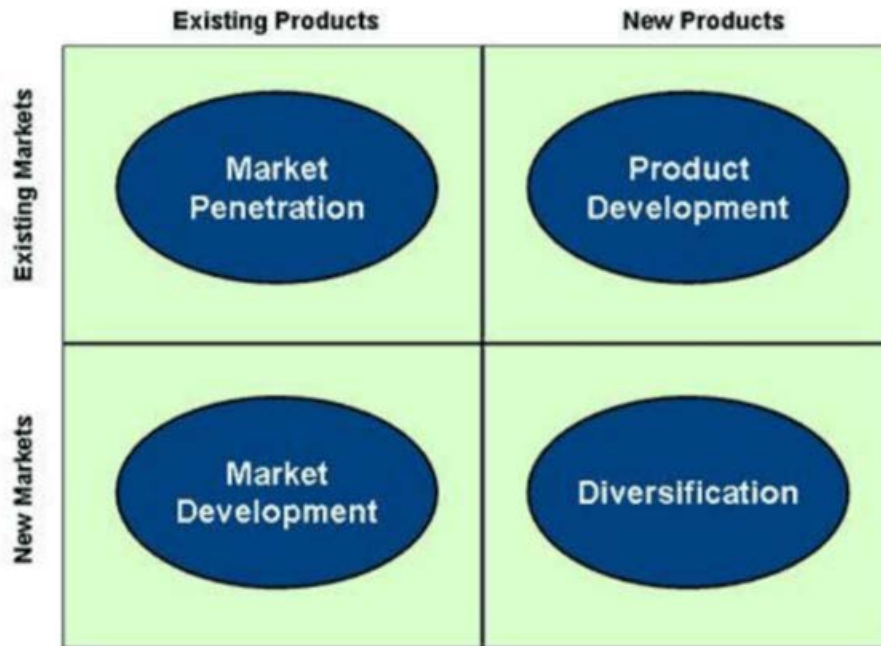 Existing Products
New Products
Existing Markets
Market
Penetration
Product
Development
New Markets
Market
Development
Diversification